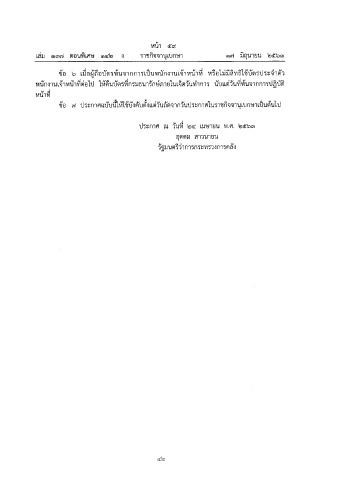 หน้า ๔๙
เล่ม ๑๓๗ ตอนพิเศษ ๑๔๒ ง ราชกิจจานุเบกษา ๑๗ มิถุนายน ๒๕๖๓
ข้อ ๖ เมื่อผู้ถือบัตรพ้นจากการเป็นพนักงานเจ้าหน้าที่ หรือไม่มีสิทธิใช้บัตรประจำตัว
พนักงานเจ้าหน้าที่ต่อไป ให้คืนบัตรที่กรมธนารักษ์ภายในเจ็ดวันทำการ นับแต่วันที่พ้นจากการปฏิบัติ
หน้าที่
ข้อ ๗ ประกาศฉบับนี้ให้ใช้บังคับตั้งแต่วันถัดจากวันประกาศในราชกิจจานุเบกษาเป็นต้นไป
ประกาศ ณ วันที่ ๒๔ เมษายน พ.ศ. ๒๕๖๓
อุตตม สาวนายน
รัฐมนตรีว่าการกระทรวงการคลัง